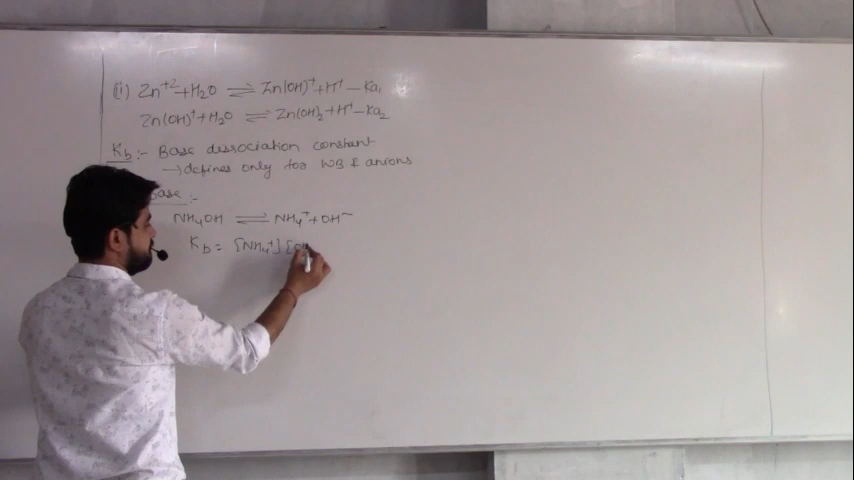 (ii) Zn⁺² + H₂O ⇌ Zn(OH)⁺ + H⁺ – Ka₁
Zn(OH)⁺ + H₂O ⇌ Zn(OH)₂ + H⁺ – Ka₂
Kb :- Base dissociation constant
→ defines only for WB & anions
Base :-
NH₄OH ⇌ NH₄⁺ + OH⁻
Kb = [NH₄⁺] [OH